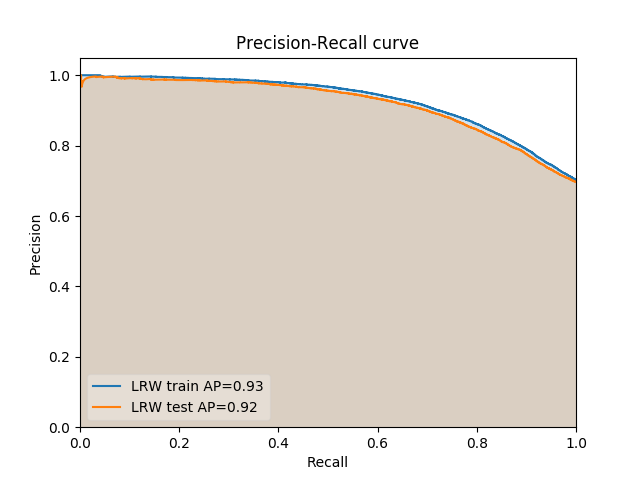 Precision-Recall curve
1.0
0.8
0.6
0.4
0.2
0.0
Precision
LRW train AP=0.93
LRW test AP=0.92
0.0 0.2 0.4 0.6 0.8 1.0
Recall